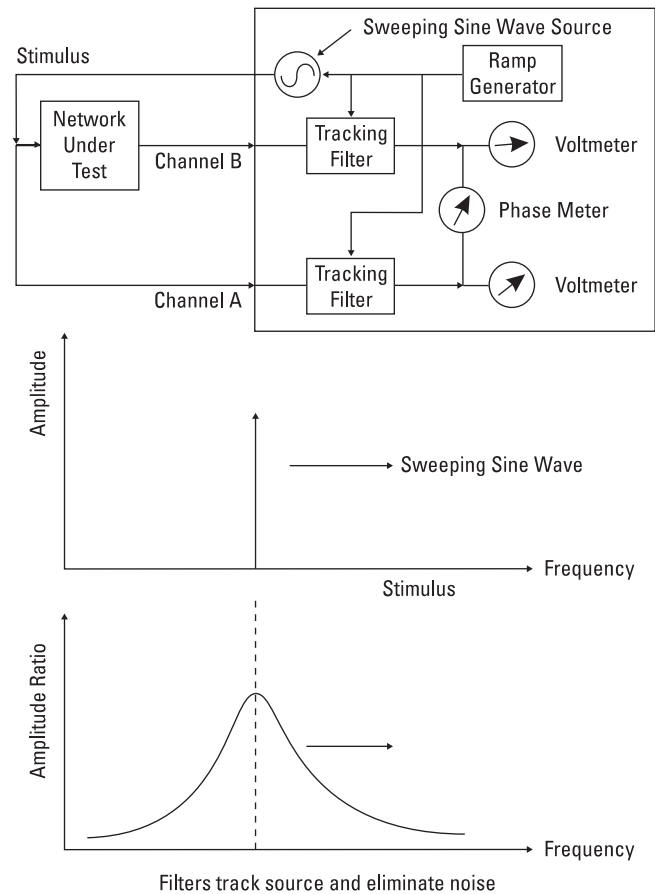 Sweeping Sine Wave Source
Stimulus
Ramp
Generator
Network
Under
Test
Tracking
Filter
Voltmeter
Channel B
Phase Meter
Tracking
Filter
Voltmeter
Channel A
Amplitude
Sweeping Sine Wave
Frequency
Stimulus
Amplitude Ratio
Frequency
Filters track source and eliminate noise